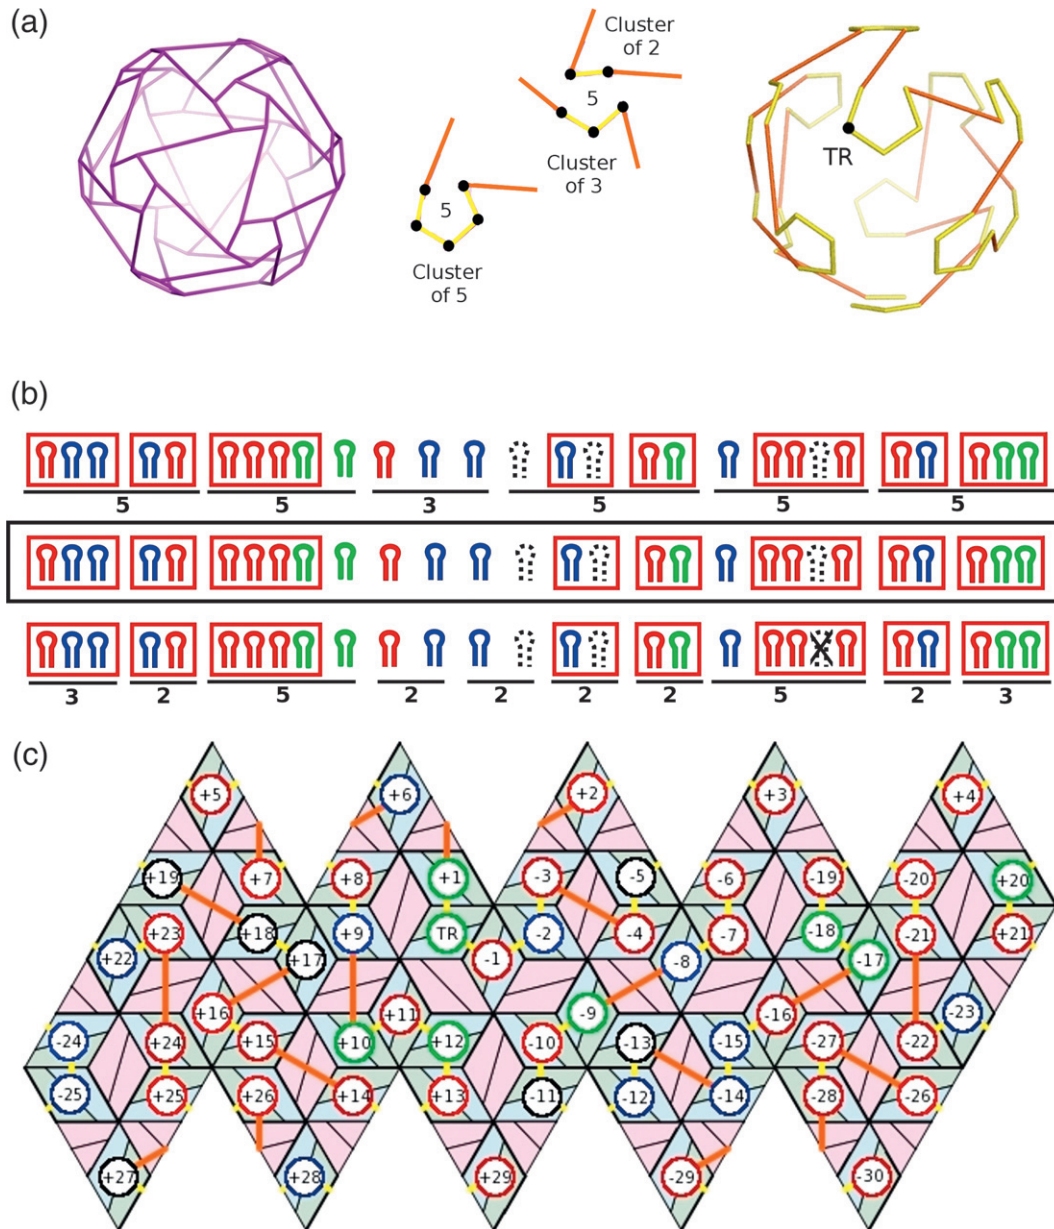 (a)
Cluster
of 2
5
Cluster
of 3
5
Cluster
of 5
TR
(b)
5 5 3 5 5 5
3 2 5 2 2 2 2 5 2 3
(c)
+5 +6 +2 +3 +4
+19 +7 +8 +1 -3 -5 -6 -19 -20 +20
+23 +18 +9 TR -2 -4 -7 -18 -21 +21
+22 +17 -1 -8 -17
+16 +11 -9 -16 -23
-24 +24 +15 +10 +12 -10 -13 -15 -27 -22
-25 +25 +26 +14 +13 -11 -12 -14 -28 -26
+27 +28 +29 -29 -30